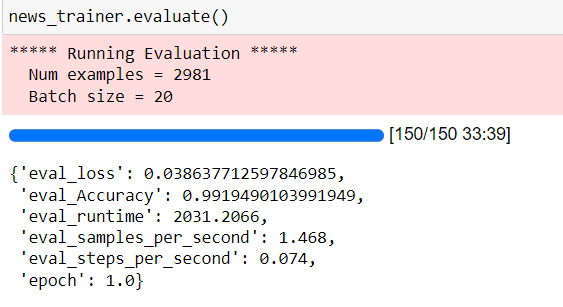 news_trainer.evaluate()
***** Running Evaluation *****
  Num examples = 2981
  Batch size = 20
[150/150 33:39]
{'eval_loss': 0.038637712597846985,
 'eval_Accuracy': 0.9919490103991949,
 'eval_runtime': 2031.2066,
 'eval_samples_per_second': 1.468,
 'eval_steps_per_second': 0.074,
 'epoch': 1.0}